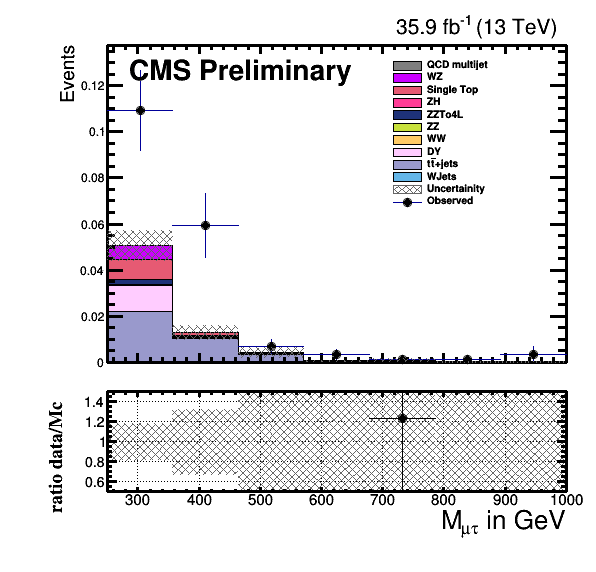 35.9 fb-1 (13 TeV)
Events
CMS Preliminary
QCD multijet
WZ
Single Top
ZH
ZZTo4L
ZZ
WW
DY
tt̄+jets
WJets
Uncertainity
Observed
0.12
0.1
0.08
0.06
0.04
0.02
0
ratio data/Mc
1.4
1.2
1
0.8
0.6
300 400 500 600 700 800 900 1000
Mμτ in GeV